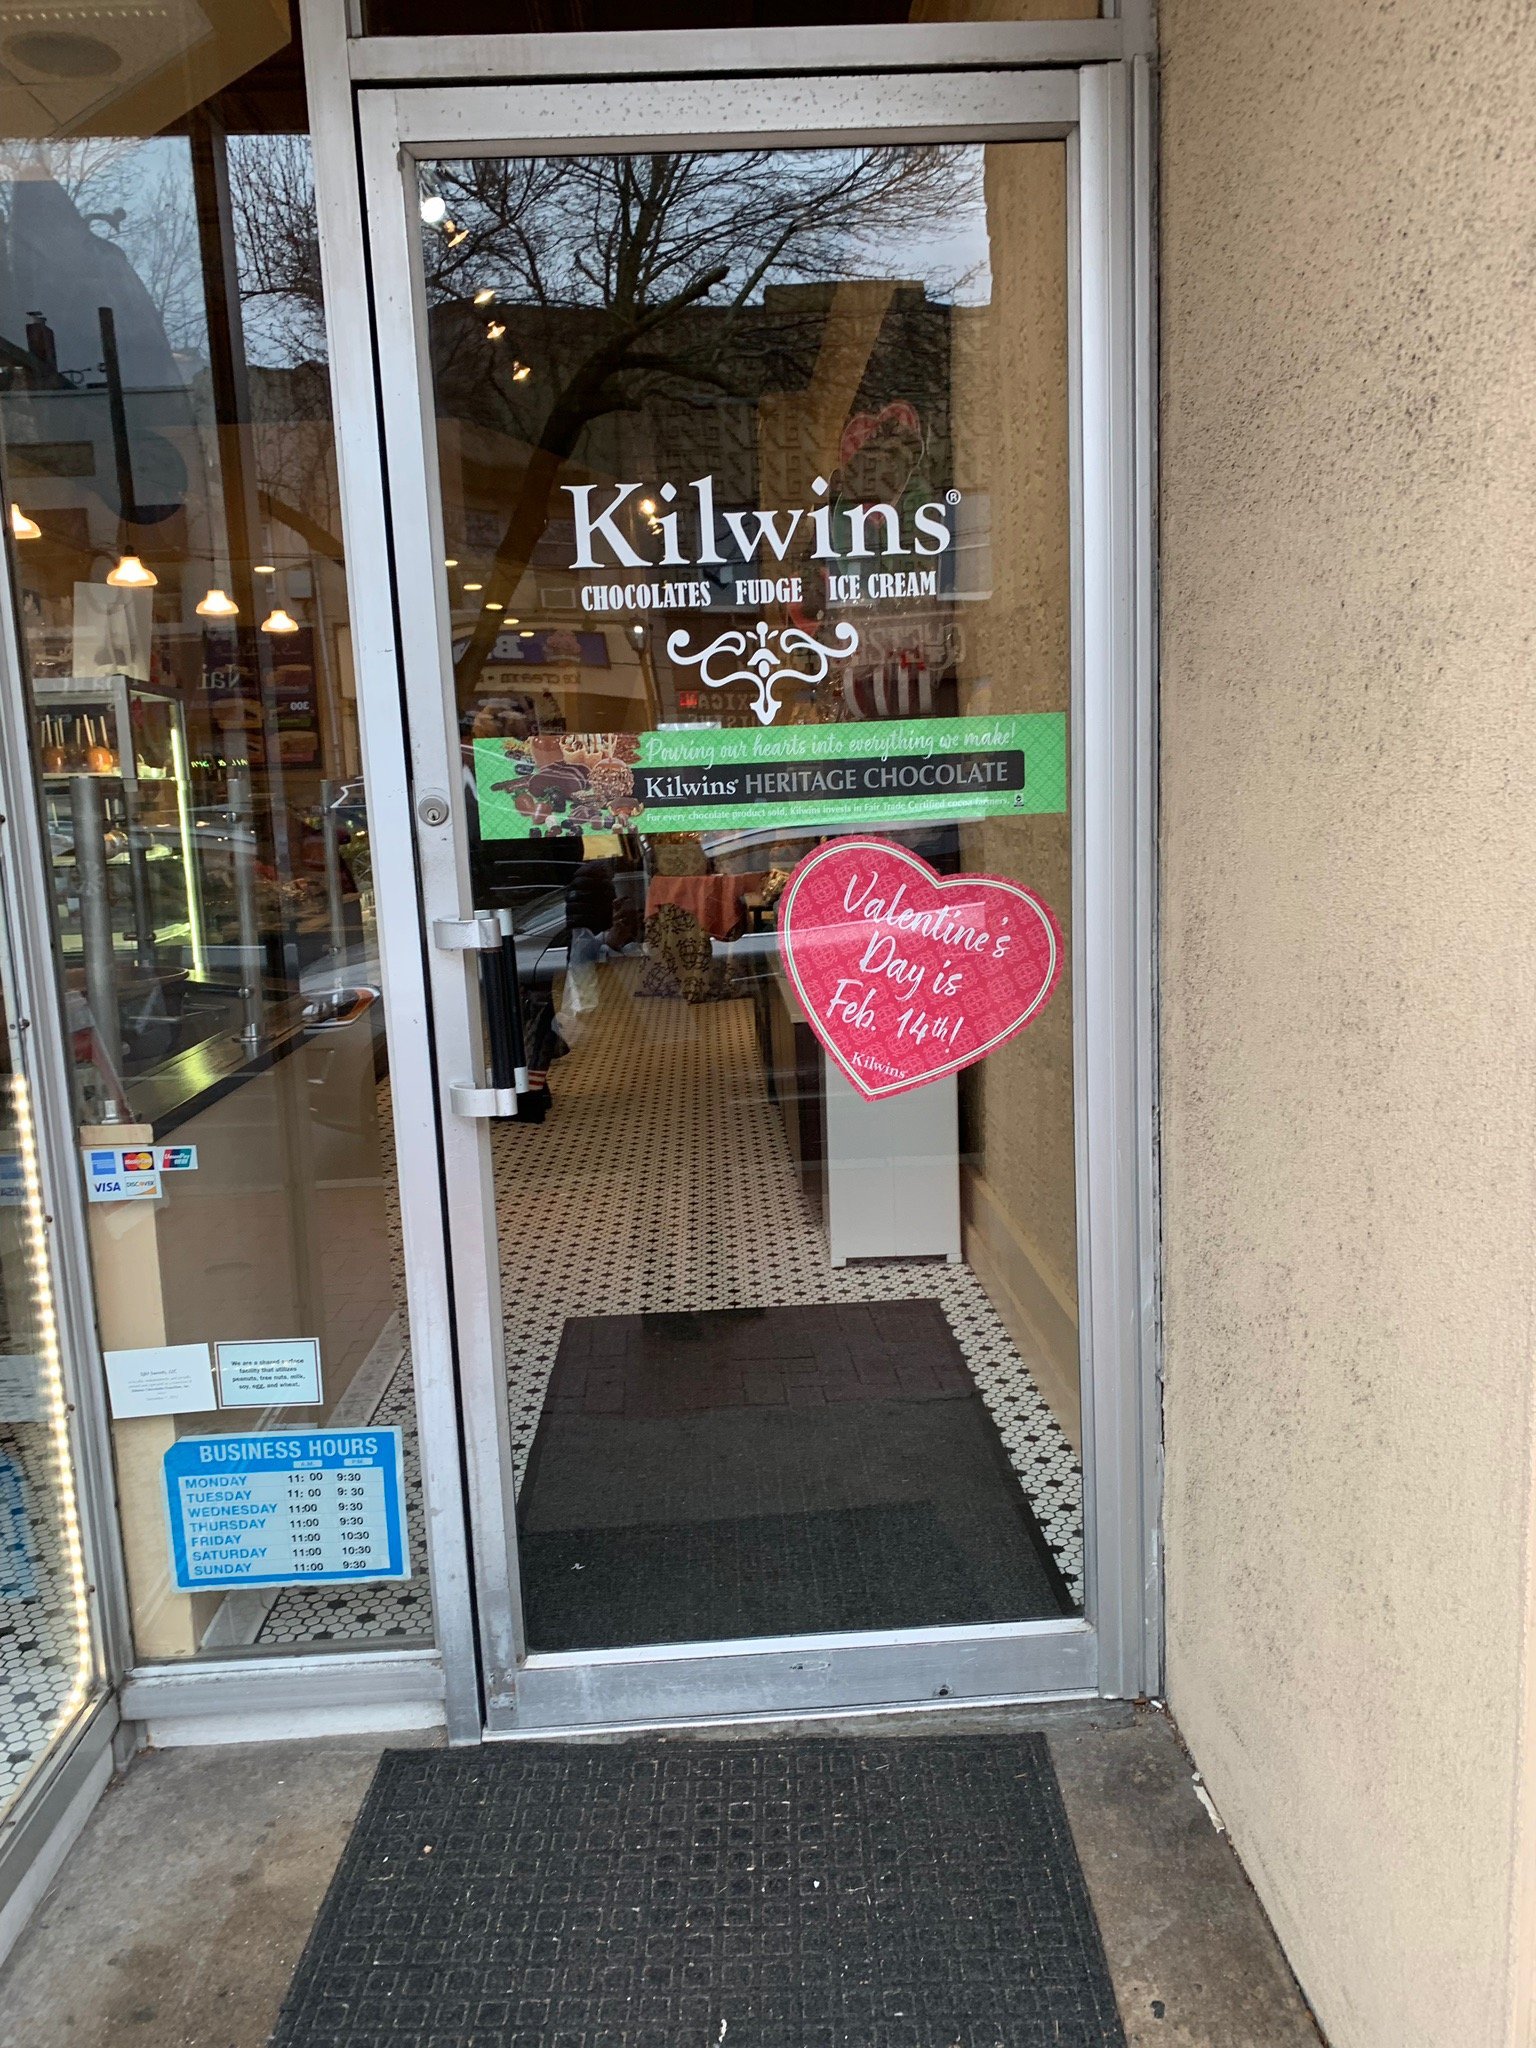 Kilwins®
CHOCOLATES FUDGE ICE CREAM
Pouring our hearts into everything we make!
Kilwins® HERITAGE CHOCOLATE
For every chocolate product sold, Kilwins invests in Fair Trade Certified cocoa farmers.
Valentine's
Day is
Feb. 14th!
Kilwins
MasterCard
UnionPay
VISA DISCOVER
We are a shared surface
facility that utilizes
peanuts, tree nuts, milk,
soy, egg, and wheat.
BUSINESS HOURS
A.M. P.M.
MONDAY 11:00 9:30
TUESDAY 11:00 9:30
WEDNESDAY 11:00 9:30
THURSDAY 11:00 9:30
FRIDAY 11:00 10:30
SATURDAY 11:00 10:30
SUNDAY 11:00 9:30
300